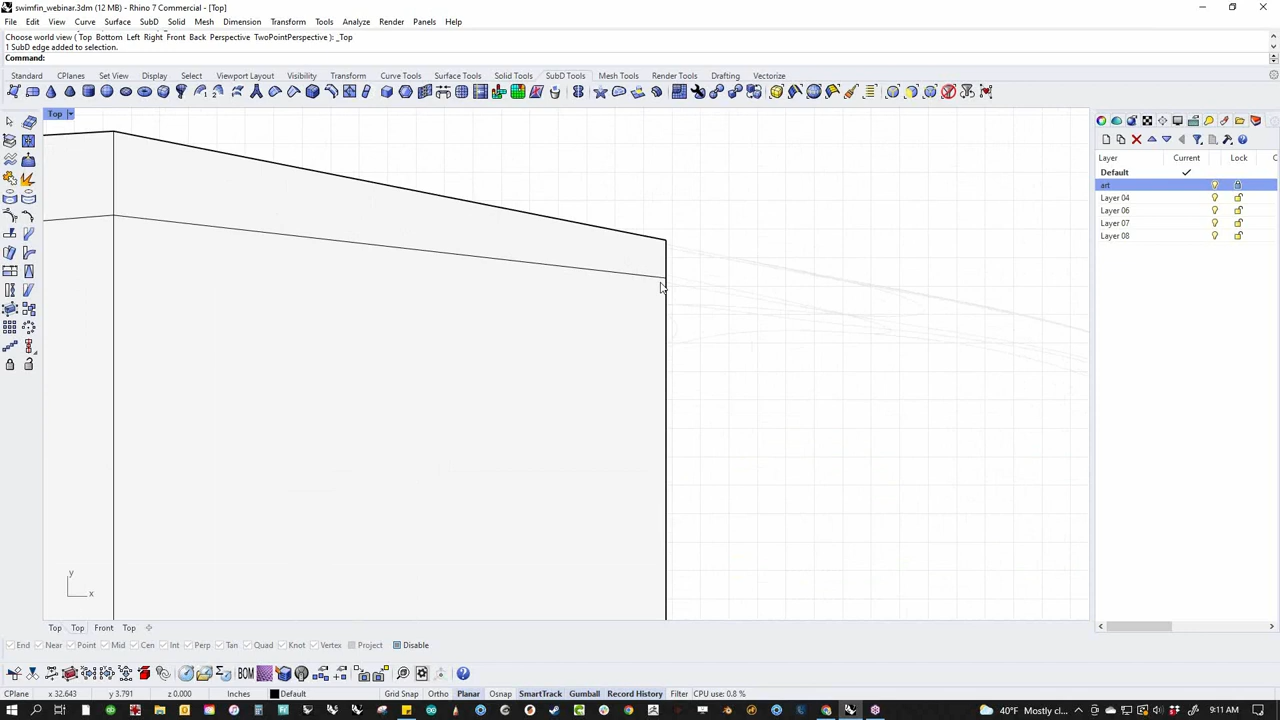 swimfin_webinar.3dm (12 MB) - Rhino 7 Commercial - [Top]
File Edit View Curve Surface SubD Solid Mesh Dimension Transform Tools Analyze Render Panels Help
Choose world view ( Top Bottom Left Right Front Back Perspective TwoPointPerspective ): _Top
1 SubD edge added to selection.
Command:
Standard CPlanes Set View Display Select Viewport Layout Visibility Transform Curve Tools Surface Tools Solid Tools SubD Tools Mesh Tools Render Tools Drafting Vectorize
Top
Layer Current Lock C
Default
art
Layer 04
Layer 06
Layer 07
Layer 08
y
x
Top Top Front Top
End Near Point Mid Cen Int Perp Tan Quad Knot Vertex Project Disable
BOM
CPlane x 32.643 y 3.791 z 0.000 Inches Default Grid Snap Ortho Planar Osnap SmartTrack Gumball Record History Filter CPU use: 0.8 %
40°F Mostly cl... 9:11 AM